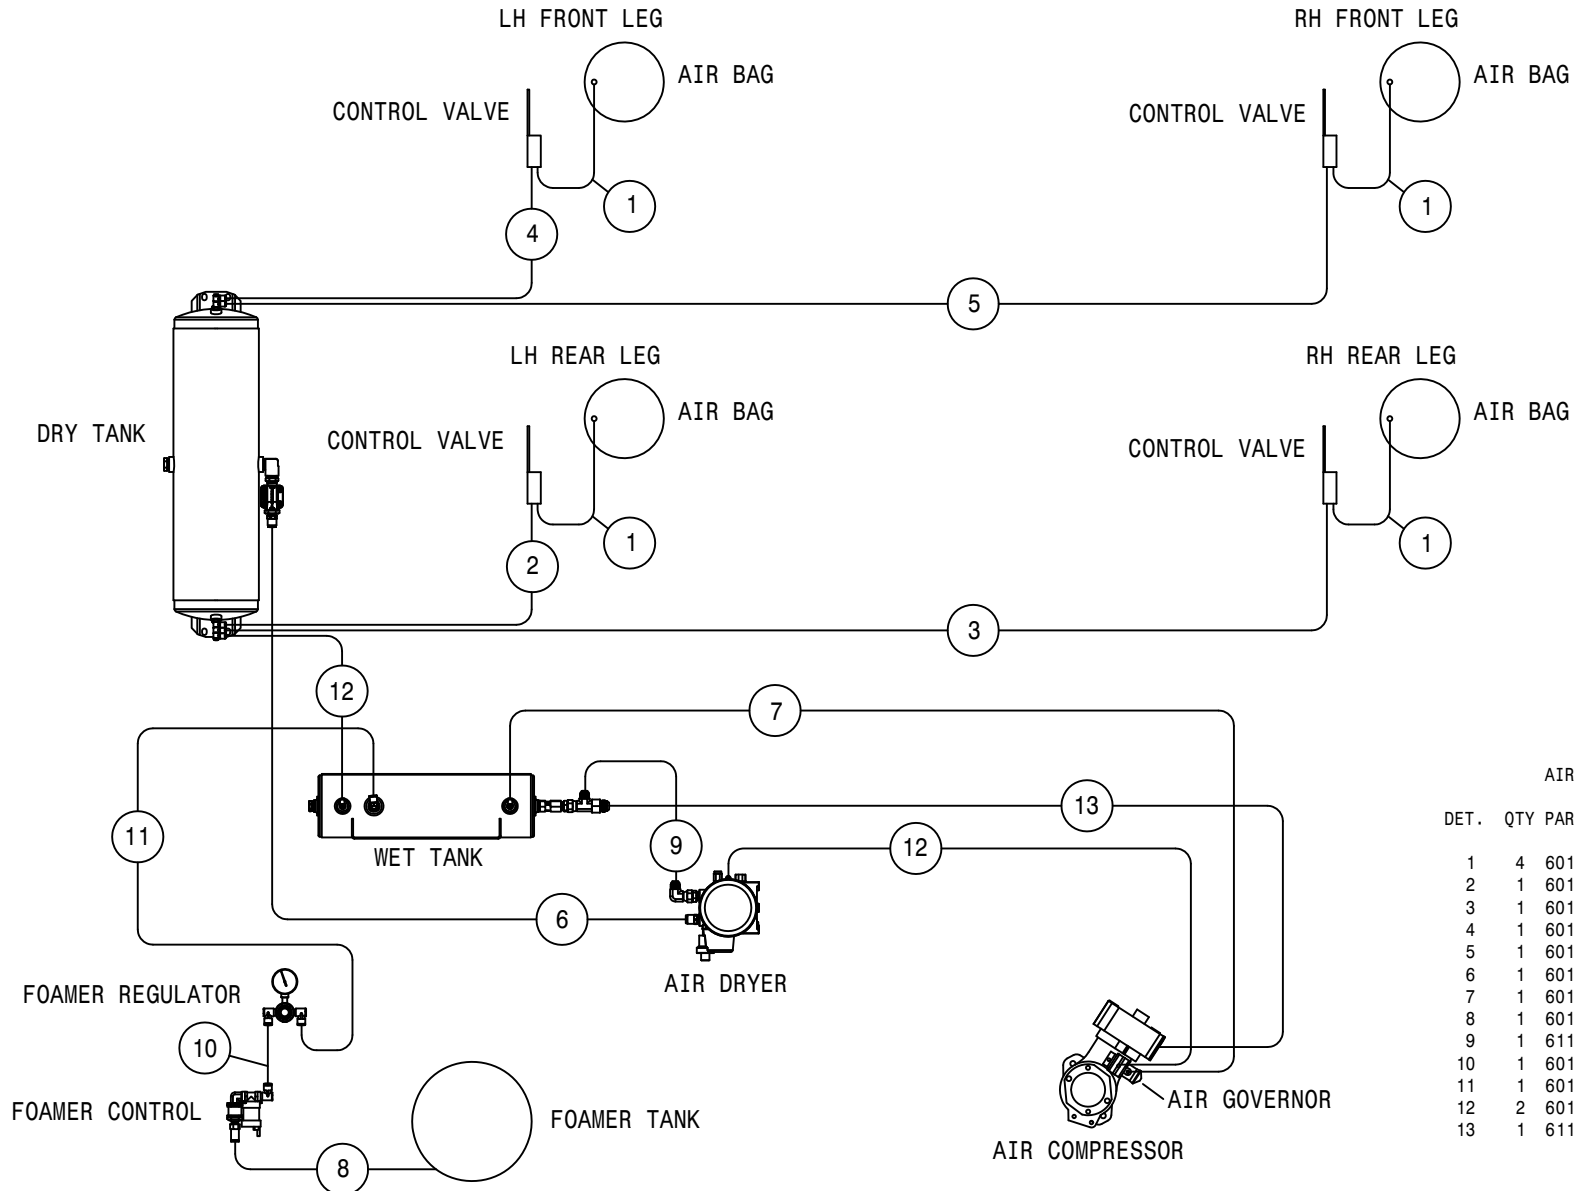 LH FRONT LEG
RH FRONT LEG
AIR BAG
AIR BAG
CONTROL VALVE
CONTROL VALVE
1
1
4
5
LH REAR LEG
RH REAR LEG
AIR BAG
AIR BAG
DRY TANK
CONTROL VALVE
CONTROL VALVE
1
1
2
3
12
7
13
11
WET TANK
9
12
6
AIR DRYER
FOAMER REGULATOR
10
FOAMER CONTROL
FOAMER TANK
8
AIR GOVERNOR
AIR COMPRESSOR
AIR
DET. QTY PAR
1 4 601
2 1 601
3 1 601
4 1 601
5 1 601
6 1 601
7 1 601
8 1 601
9 1 611
10 1 601
11 1 601
12 2 601
13 1 611